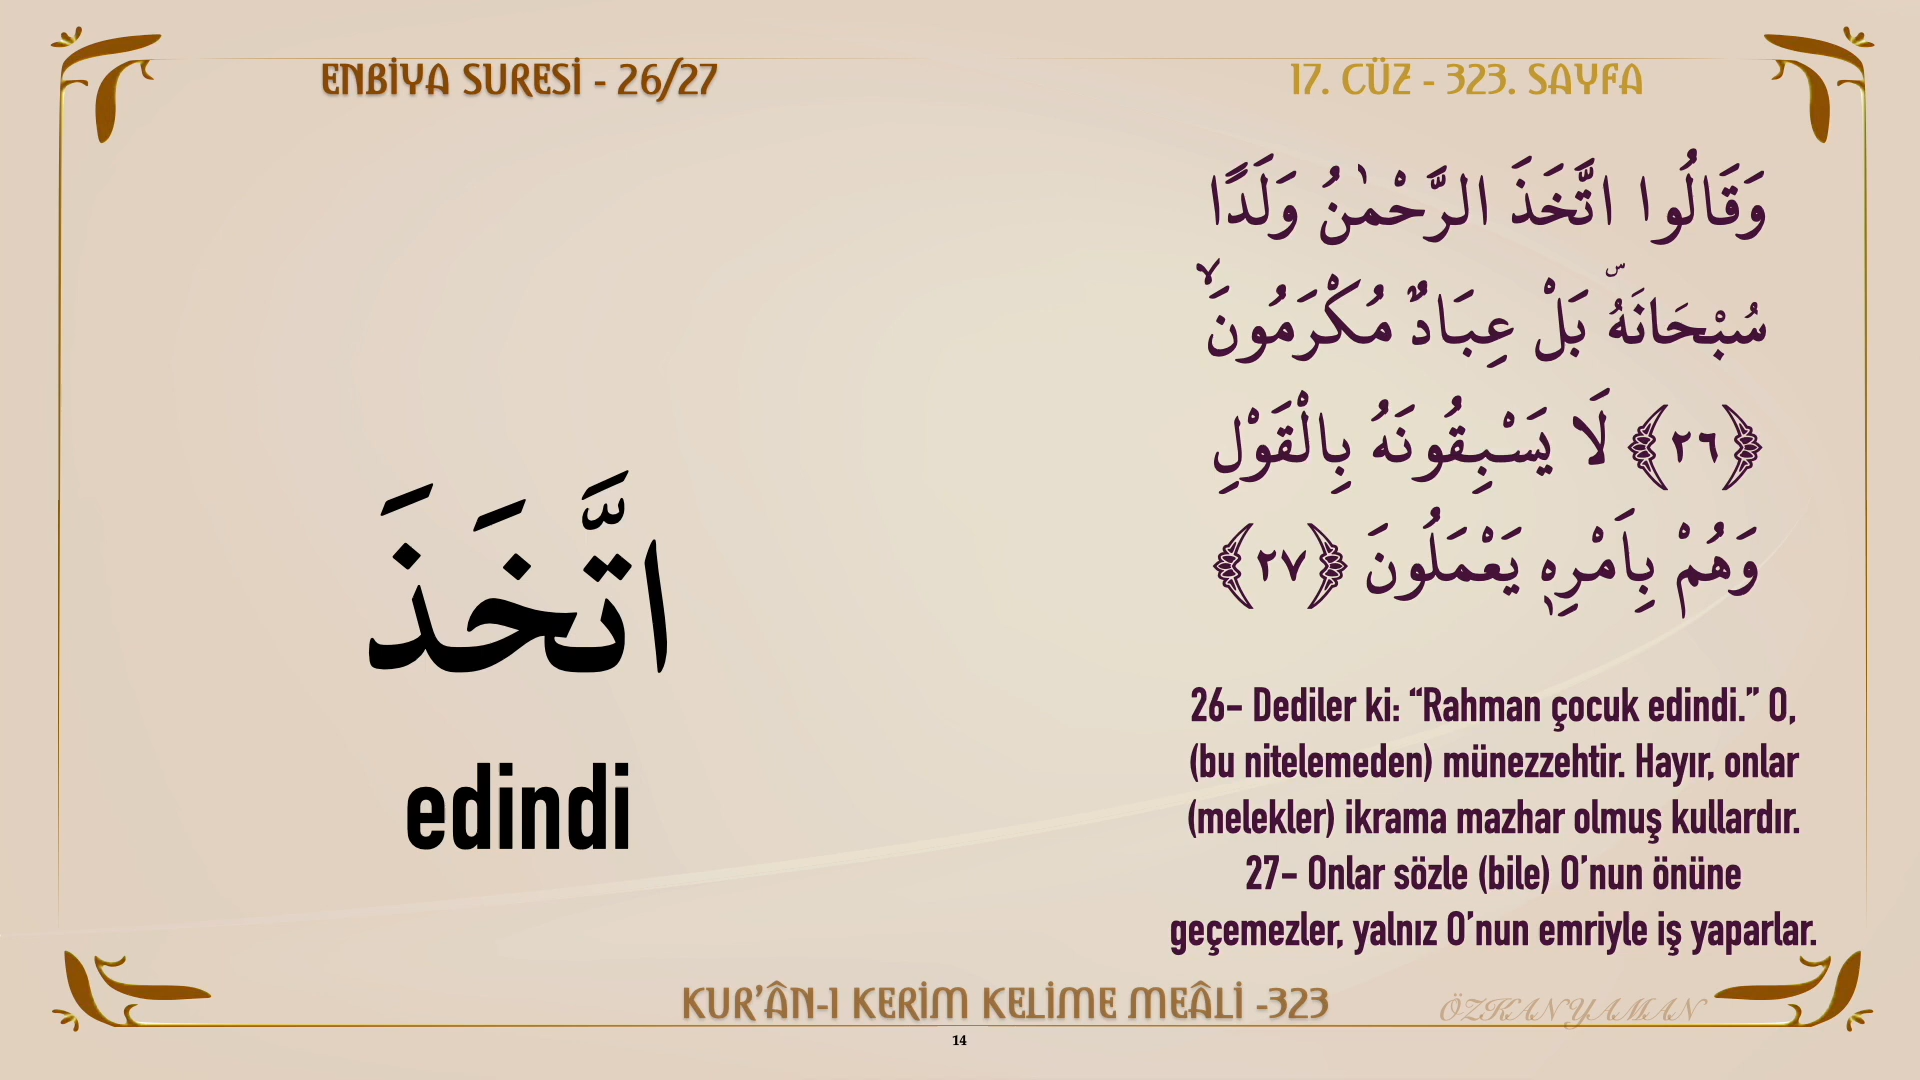 ENBİYA SURESİ - 26/27
17. CÜZ - 323. SAYFA
وَقَالُوا اتَّخَذَ الرَّحْمٰنُ وَلَدًا
سُبْحَانَهُۜ بَلْ عِبَادٌ مُكْرَمُونَۙ
﴿٢٦﴾ لَا يَسْبِقُونَهُ بِالْقَوْلِ
وَهُمْ بِاَمْرِه۪ يَعْمَلُونَ ﴿٢٧﴾
اتَّخَذَ
edindi
26– Dediler ki: “Rahman çocuk edindi.” O,
(bu nitelemeden) münezzehtir. Hayır, onlar
(melekler) ikrama mazhar olmuş kullardır.
27– Onlar sözle (bile) O’nun önüne
geçemezler, yalnız O’nun emriyle iş yaparlar.
KUR’ÂN-I KERİM KELİME MEÂLİ -323
ÖZKAN YAMAN
14